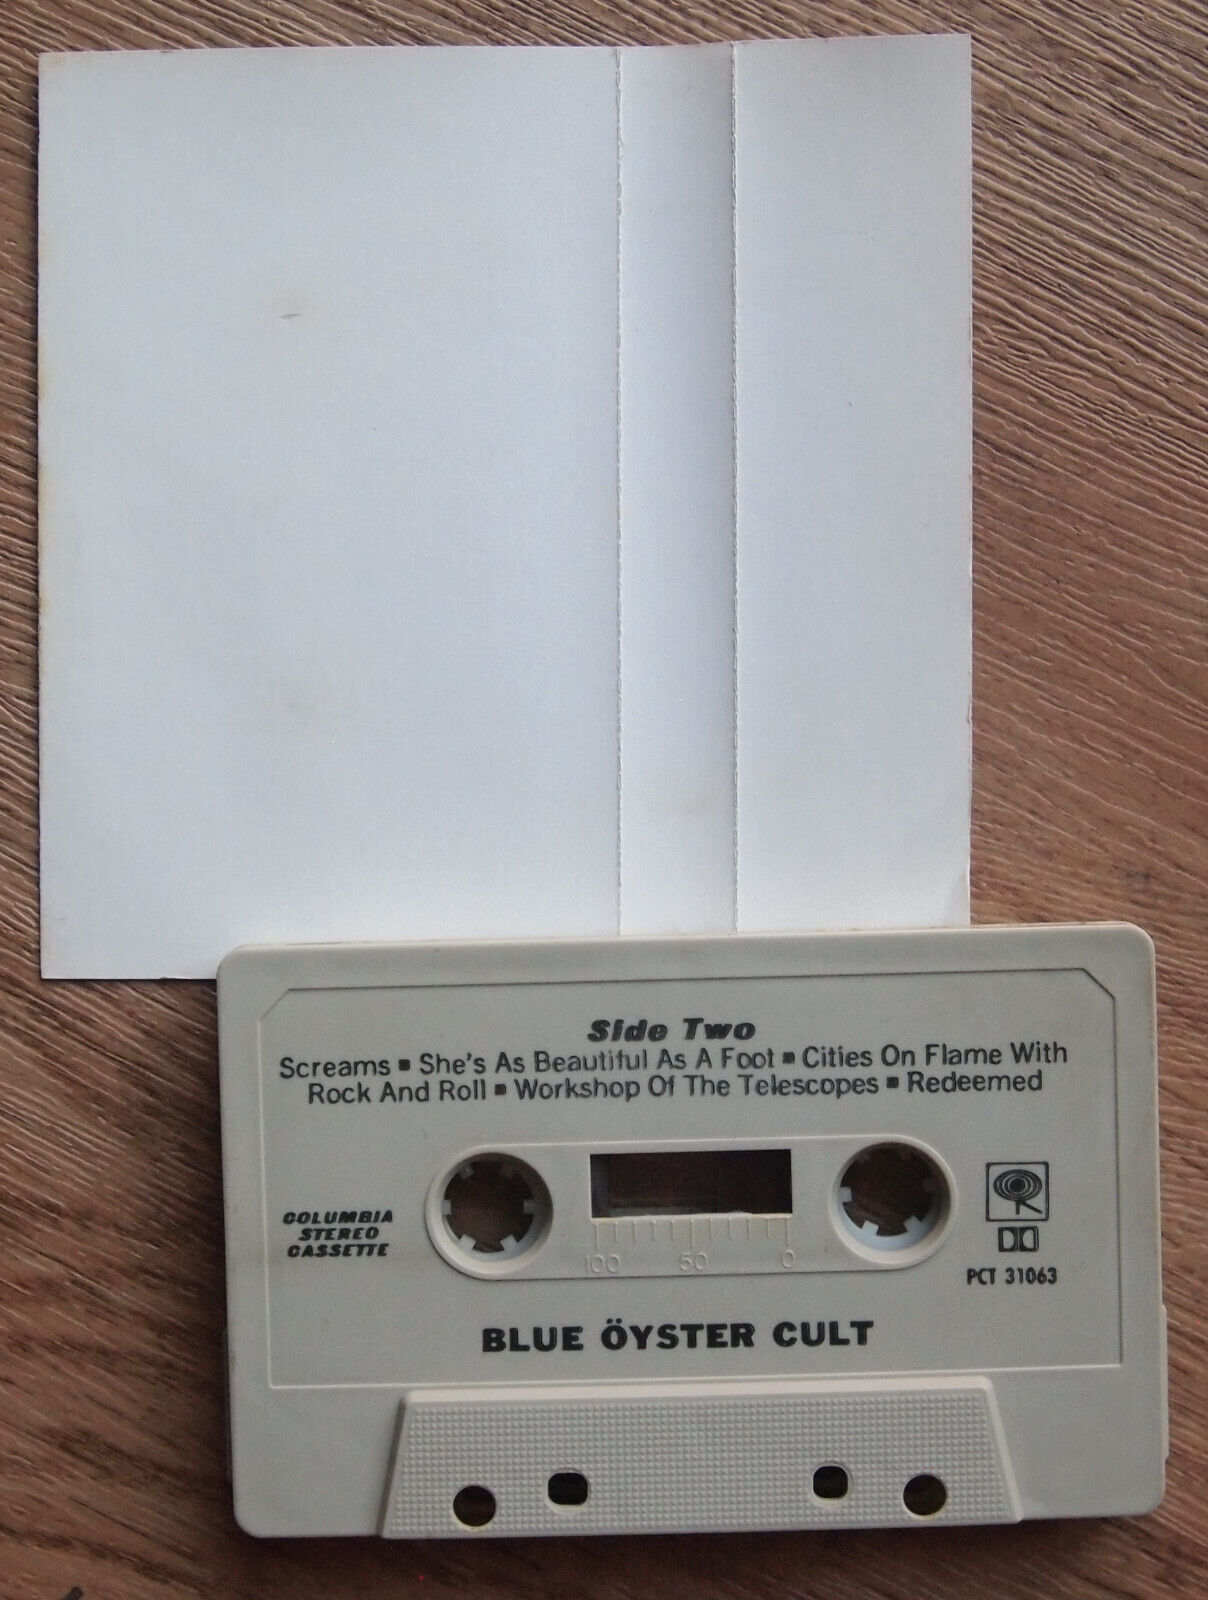 Side Two
Screams ▪ She's As Beautiful As A Foot ▪ Cities On Flame With
Rock And Roll ▪ Workshop Of The Telescopes ▪ Redeemed
COLUMBIA
STEREO
CASSETTE
100 50 0
PCT 31063
BLUE ÖYSTER CULT